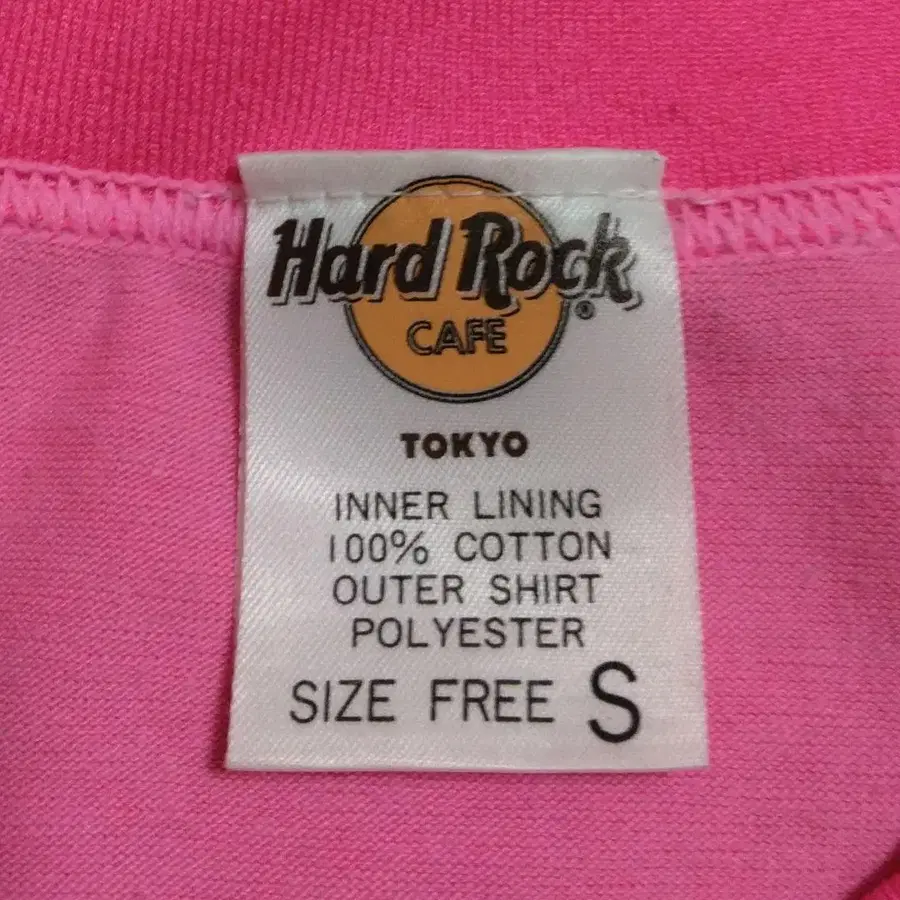 Hard Rock
®
CAFE
TOKYO
INNER LINING
100% COTTON
OUTER SHIRT
POLYESTER
SIZE FREE S